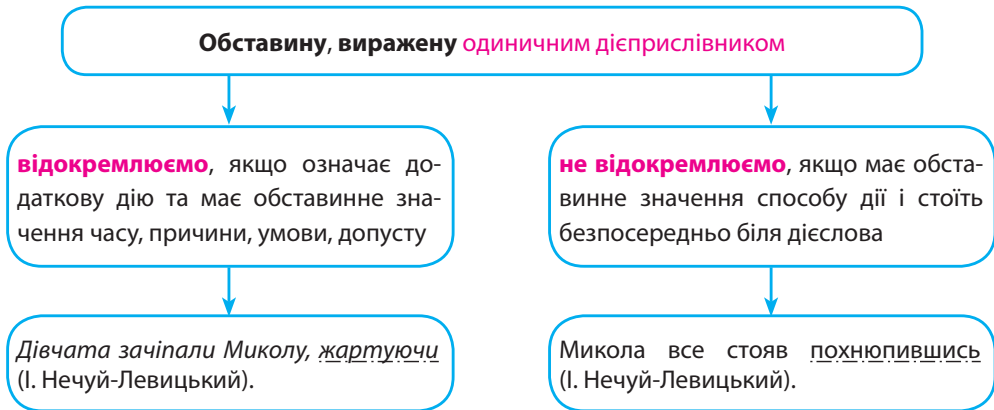 Обставину, виражену одиничним дієприслівником
відокремлюємо, якщо означає до-
даткову дію та має обставинне зна-
чення часу, причини, умови, допусту
не відокремлюємо, якщо має обста-
винне значення способу дії і стоїть
безпосередньо біля дієслова
Дівчата зачіпали Миколу, жартуючи
(І. Нечуй-Левицький).
Микола все стояв похнюпившись
(І. Нечуй-Левицький).